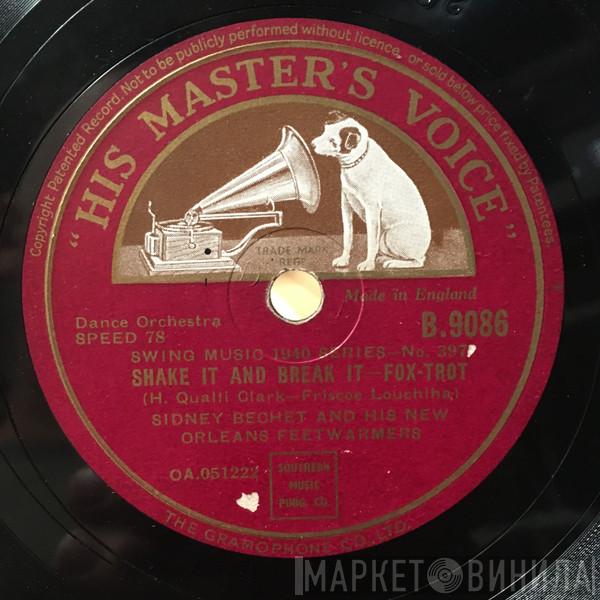 Copyright Patented Record. Not to be publicly performed without licence, or sold below price fixed by Patentees.
"HIS MASTER'S VOICE"
TRADE MARK
REGD
Made in England
Dance Orchestra
SPEED 78
B.9086
SWING MUSIC 1940 SERIES—No. 397
SHAKE IT AND BREAK IT—FOX-TROT
(H. Qualli Clark—Friscoe Louchiha)
SIDNEY BECHET AND HIS NEW
ORLEANS FEETWARMERS
OA.051222
SOUTHERN
MUSIC
PUBG. CO.
THE GRAMOPHONE CO. LTD.
МАРКЕТ ВИНИЛА